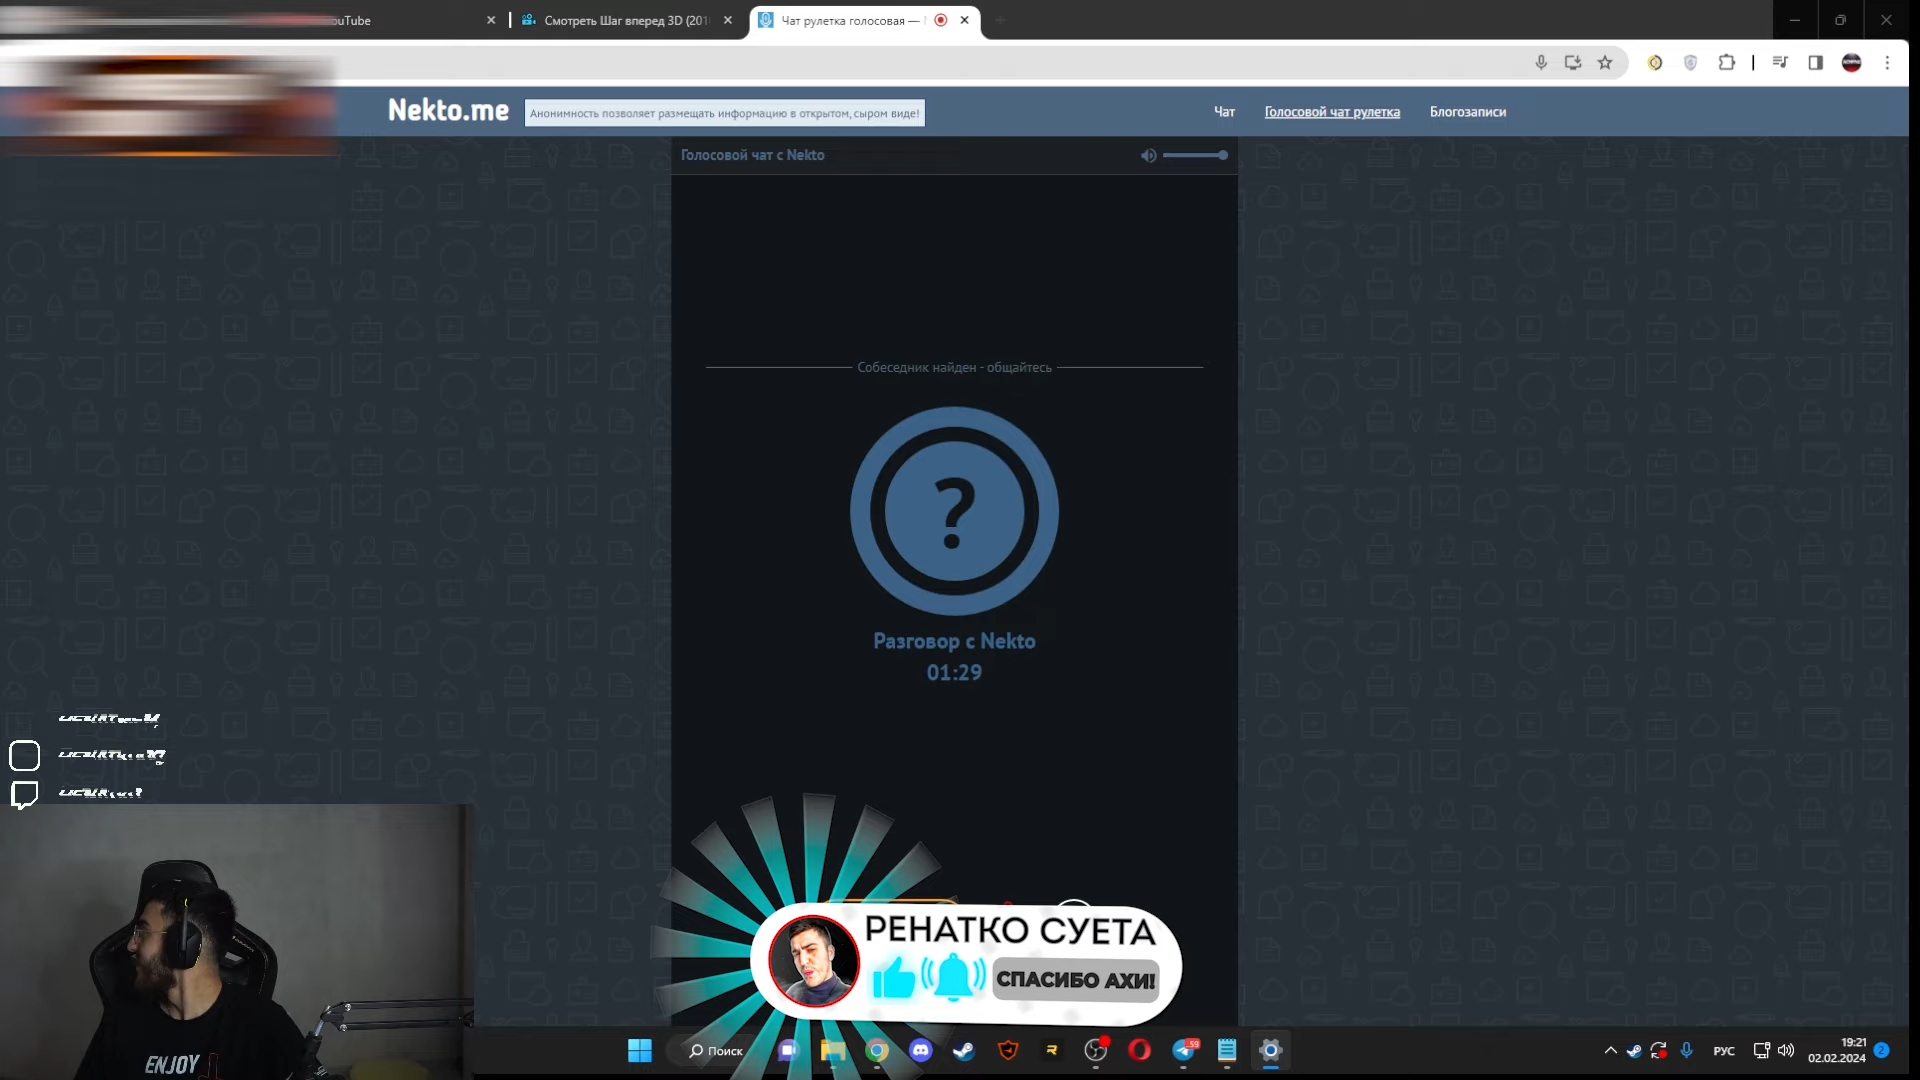 Смотреть Шаг вперед 3D (201
Чат рулетка голосовая —
Nekto.me
Анонимность позволяет размещать информацию в открытом, сыром виде!
Чат
Голосовой чат рулетка
Блогозаписи
Голосовой чат с Nekto
Собеседник найден - общайтесь
?
Разговор с Nekto
01:29
РЕНАТКО СУЕТА
СПАСИБО АХИ!
ENJOY
Поиск
59
РУС
19:21
02.02.2024
2